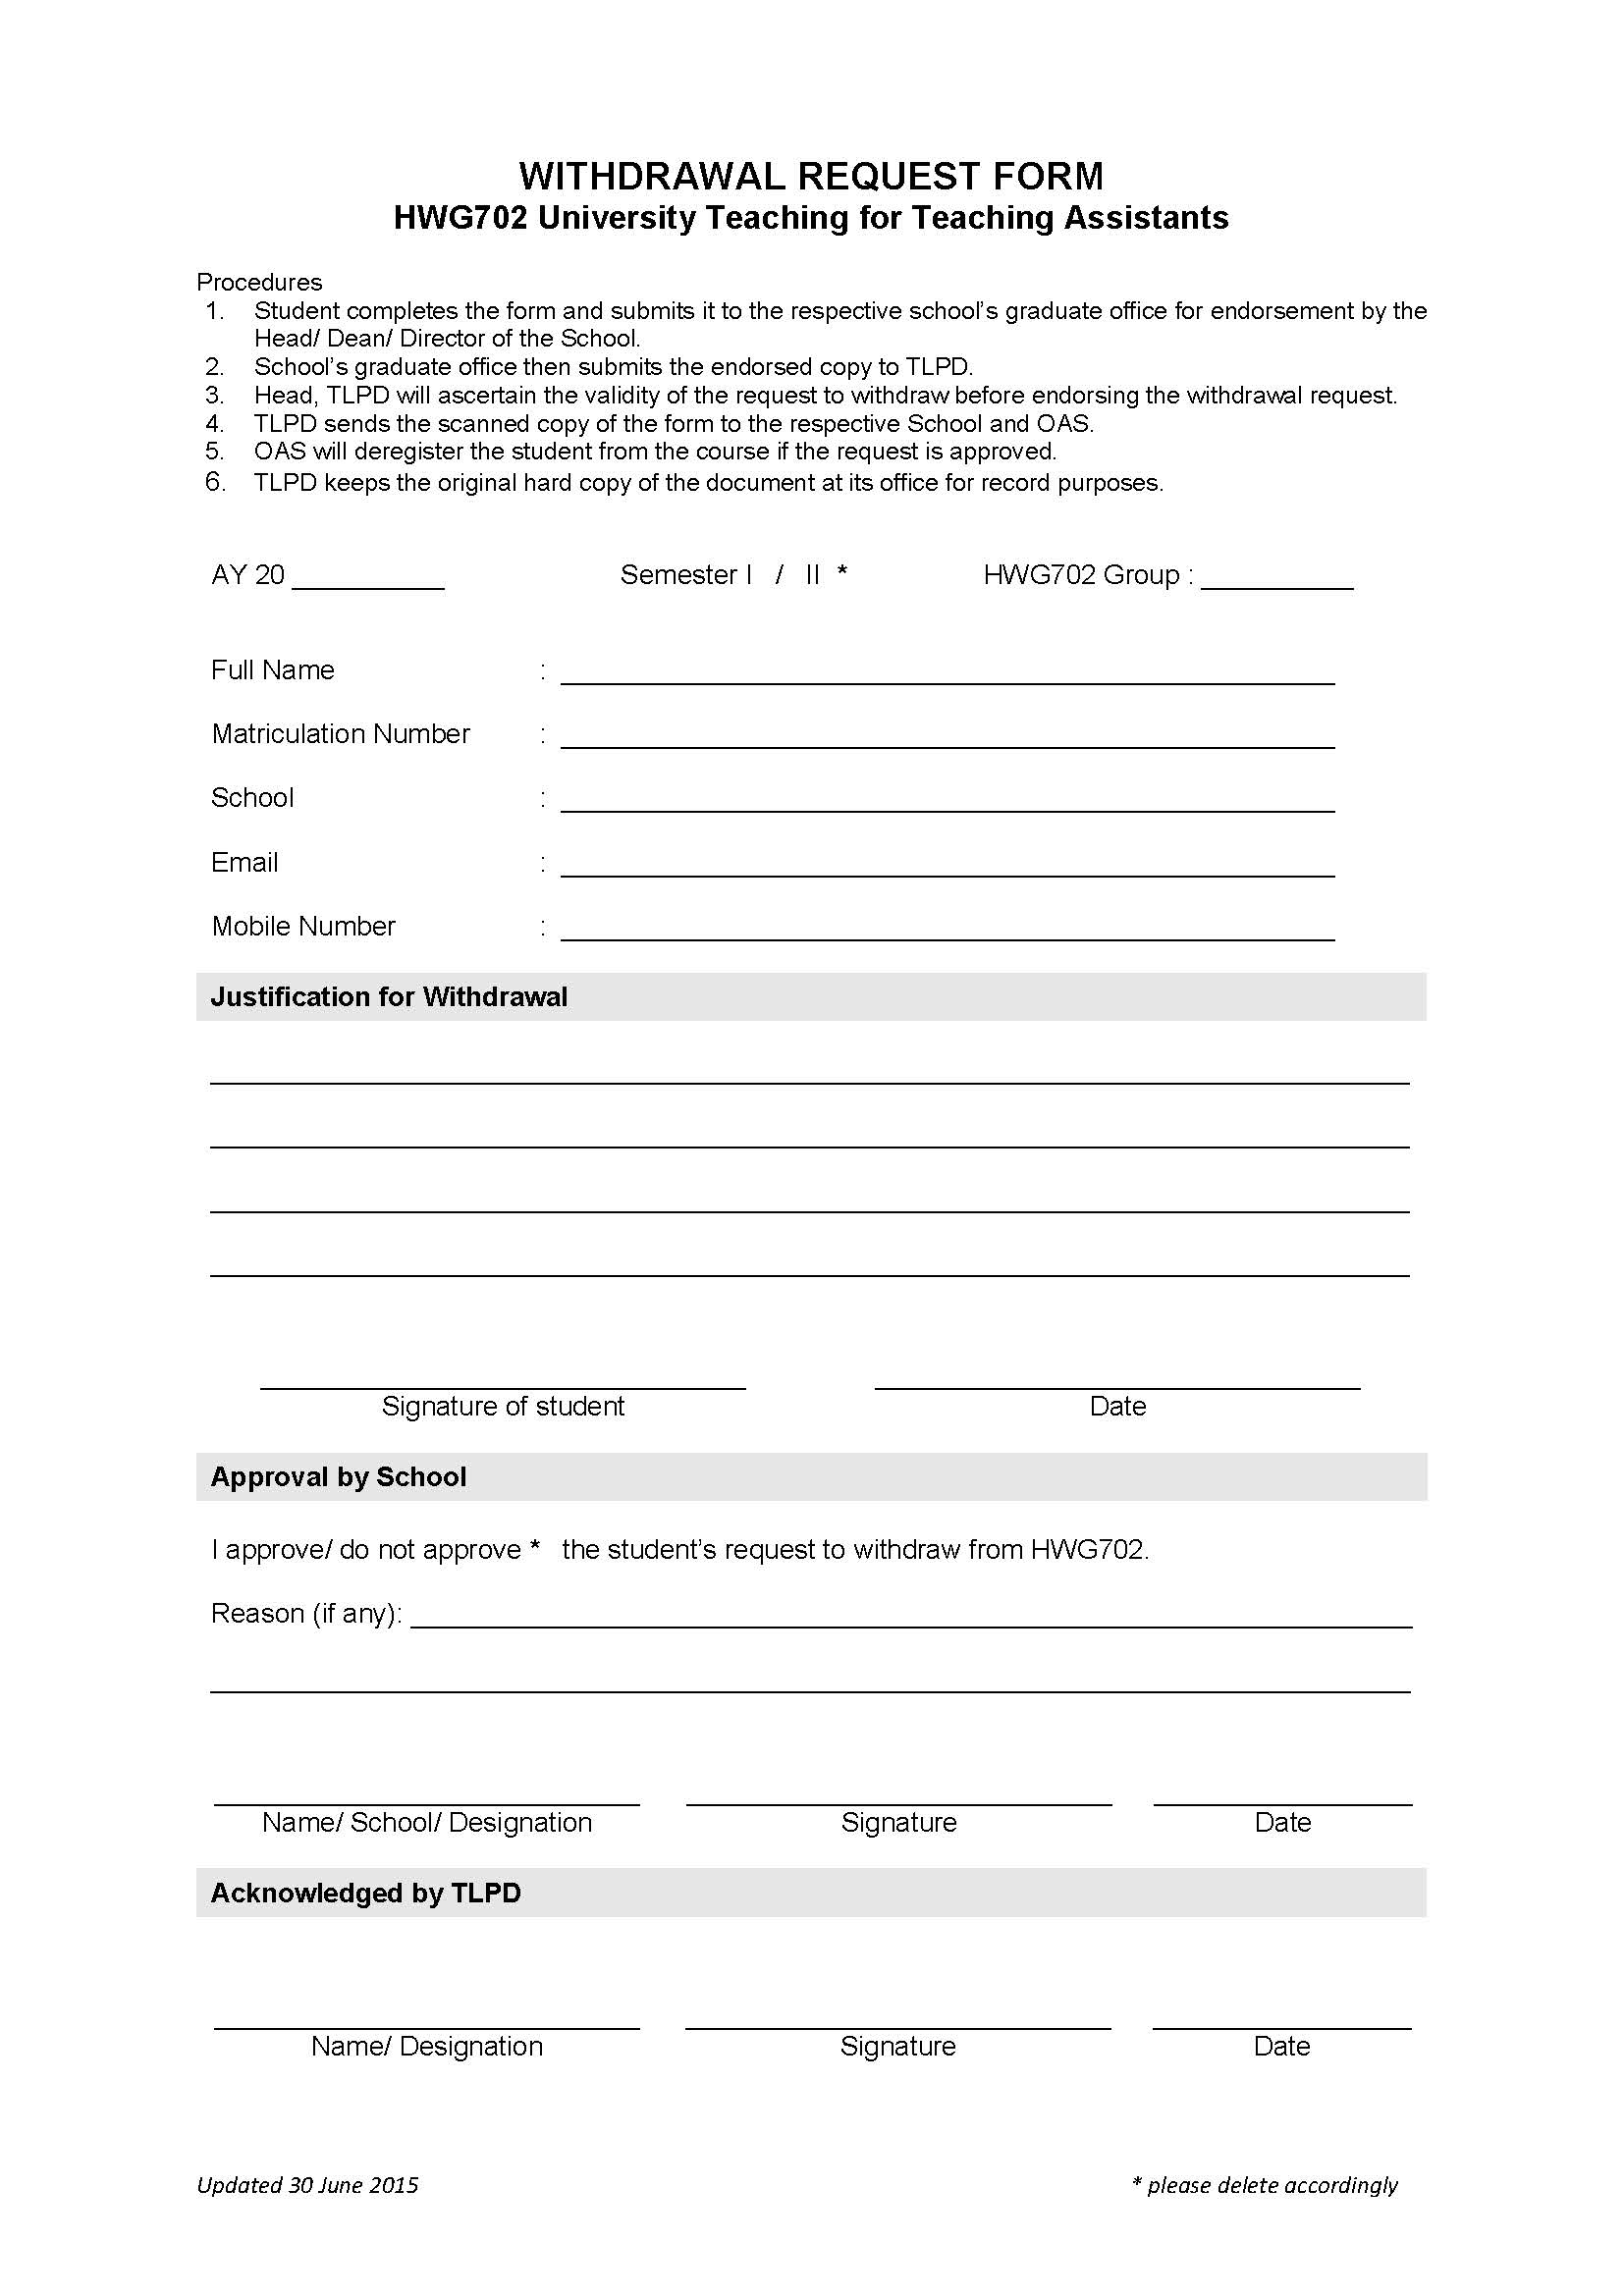 WITHDRAWAL REQUEST FORM
HWG702 University Teaching for Teaching Assistants
Procedures
1. Student completes the form and submits it to the respective school's graduate office for endorsement by the
Head/ Dean/ Director of the School.
2. School's graduate office then submits the endorsed copy to TLPD.
3. Head, TLPD will ascertain the validity of the request to withdraw before endorsing the withdrawal request.
4. TLPD sends the scanned copy of the form to the respective School and OAS.
5. OAS will deregister the student from the course if the request is approved.
6. TLPD keeps the original hard copy of the document at its office for record purposes.
AY 20 __________ Semester I / II * HWG702 Group : __________
Full Name :
Matriculation Number :
School :
Email :
Mobile Number :
Justification for Withdrawal
Signature of student Date
Approval by School
I approve/ do not approve * the student's request to withdraw from HWG702.
Reason (if any):
Name/ School/ Designation Signature Date
Acknowledged by TLPD
Name/ Designation Signature Date
Updated 30 June 2015 * please delete accordingly